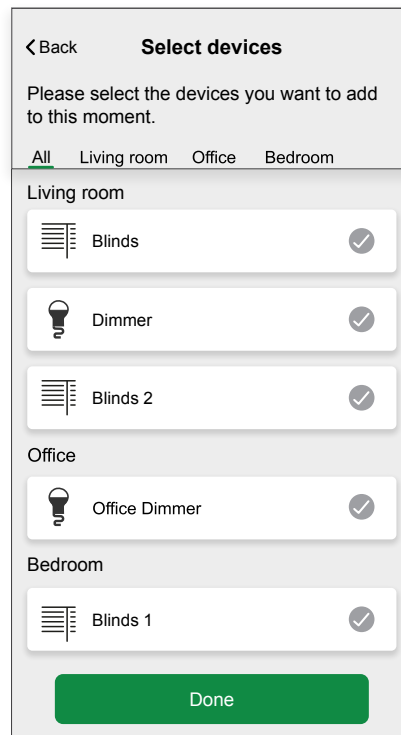 Back
Select devices
Please select the devices you want to add
to this moment.
All Living room Office Bedroom
Living room
Blinds
Dimmer
Blinds 2
Office
Office Dimmer
Bedroom
Blinds 1
Done